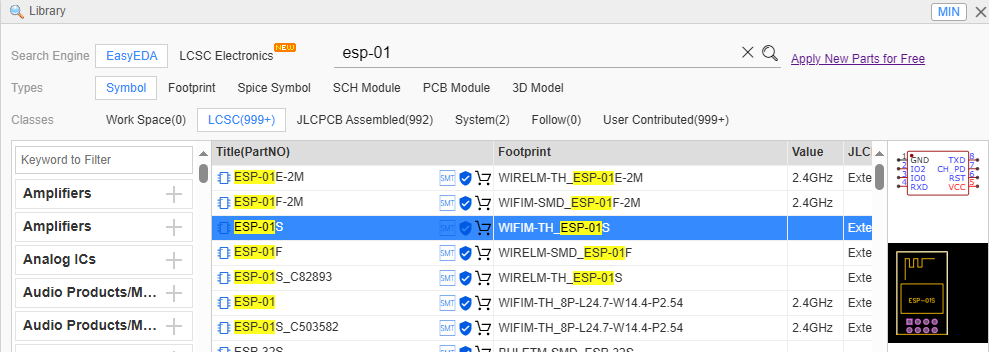 Library MIN
Search Engine EasyEDA LCSC Electronics NEW esp-01 Apply New Parts for Free
Types Symbol Footprint Spice Symbol SCH Module PCB Module 3D Model
Classes Work Space(0) LCSC(999+) JLCPCB Assembled(992) System(2) Follow(0) User Contributed(999+)
Keyword to Filter
Amplifiers
Amplifiers
Analog ICs
Audio Products/M...
Audio Products/M...
Title(PartNO) Footprint Value JLC
ESP-01E-2M SMT WIRELM-TH_ESP-01E-2M 2.4GHz Exte
ESP-01F-2M SMT WIFIM-SMD_ESP-01F-2M 2.4GHz
ESP-01S SMT WIFIM-TH_ESP-01S Exte
ESP-01F SMT WIRELM-SMD_ESP-01F Exte
ESP-01S_C82893 SMT WIRELM-TH_ESP-01S Exte
ESP-01 SMT WIFIM-TH_8P-L24.7-W14.4-P2.54 2.4GHz Exte
ESP-01S_C503582 SMT WIFIM-TH_8P-L24.7-W14.4-P2.54 2.4GHz Exte
ESP-32S BULETM-SMD_ESP-32S Exte
1 GND TXD 8
2 IO2 CH_PD 7
3 IO0 RST 6
4 RXD VCC 5
ESP-01S